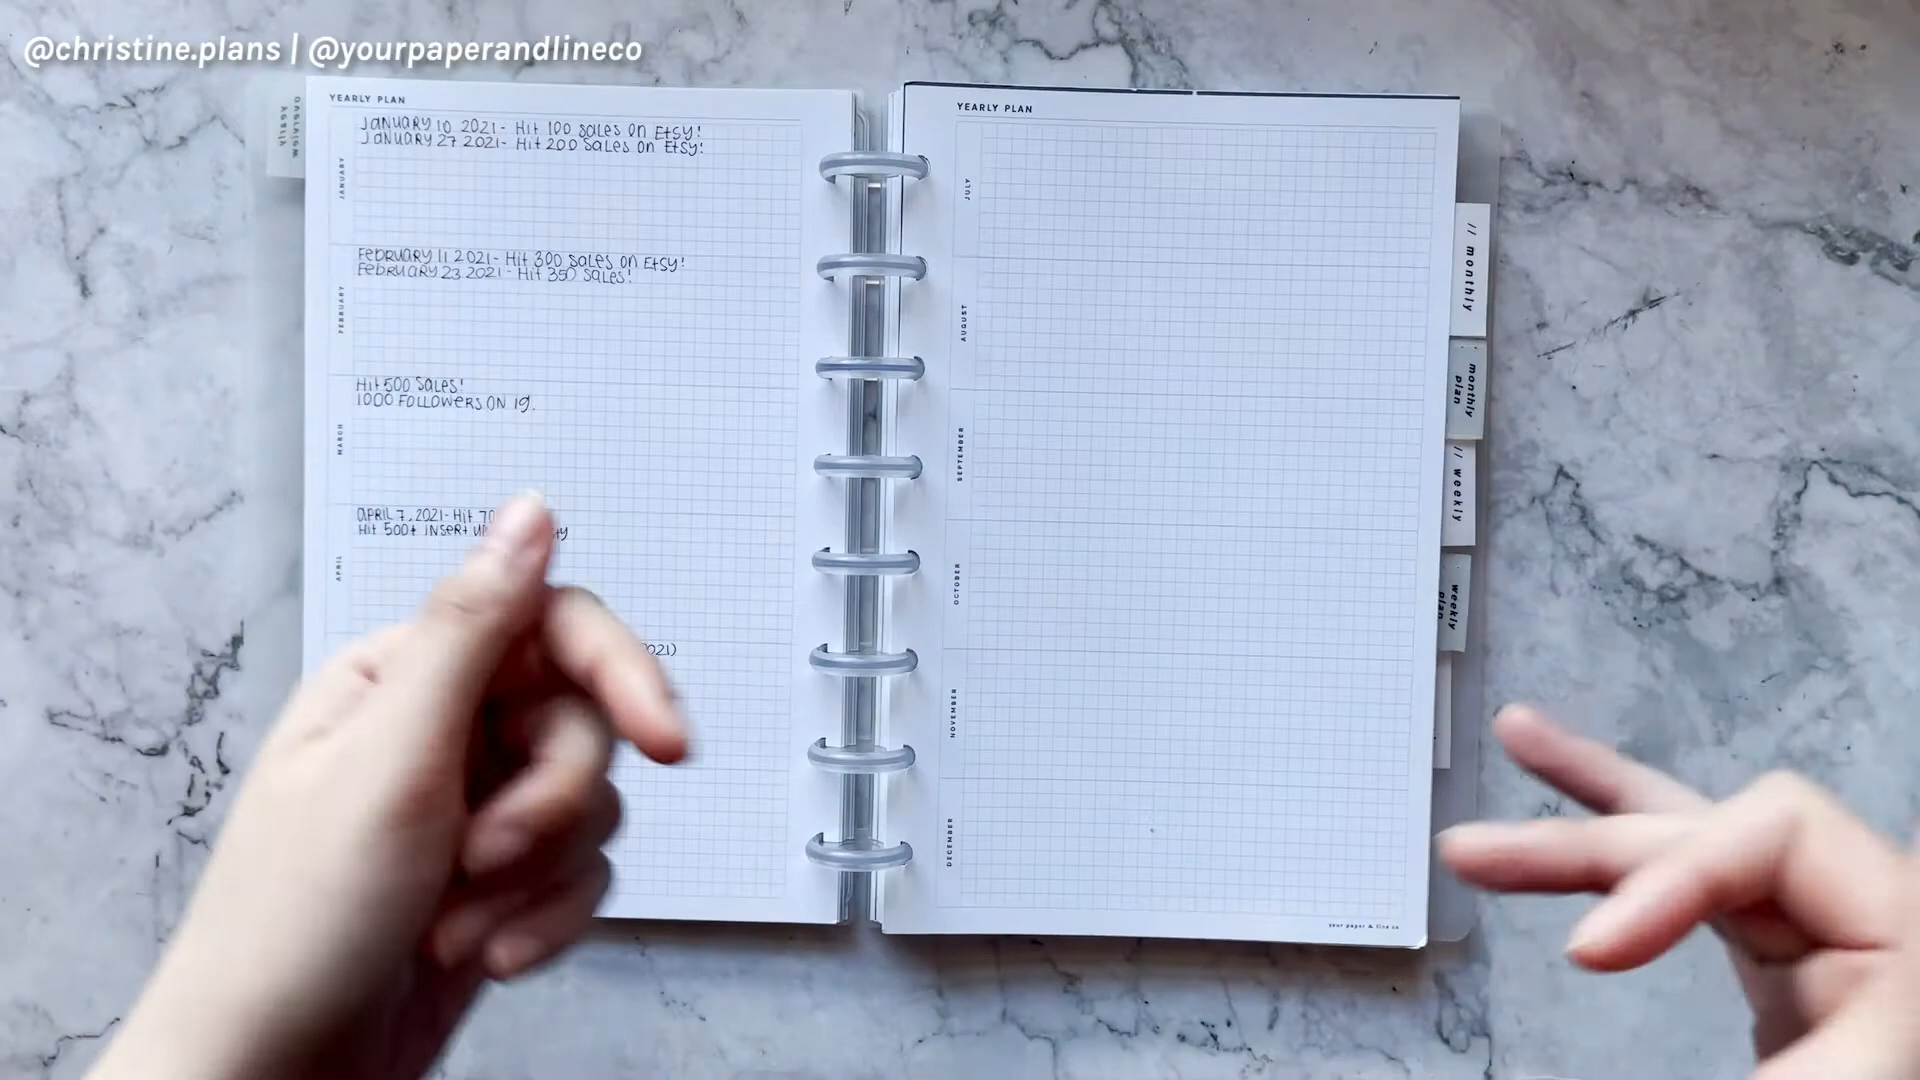 @christine.plans | @yourpaperandlineco
YEARLY PLAN
JANUARY 10 2021 - Hit 100 SALES ON EtSY!
JANUARY 27 2021 - Hit 200 SALES ON EtSY!
JANUARY
FEBRUARY 11 2021 - Hit 300 SALES ON EtSY!
FEBRUARY 23 2021 - Hit 350 SALES!
FEBRUARY
Hit 500 SALES!
1000 FOLLOWERS ON IG.
MARCH
APRIL 7, 2021 - Hit 70
Hit 500+ INSERT
APRIL
2021)
YEARLY PLAN
JULY
AUGUST
SEPTEMBER
OCTOBER
NOVEMBER
DECEMBER
your paper & line co
// monthly
monthly
plan
// weekly
weekly
plan